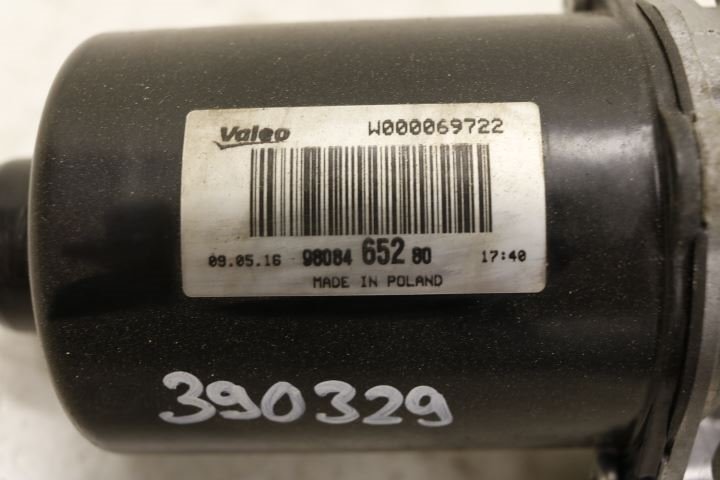 Valeo W000069722
09.05.16 98084 652 80 17:40
MADE IN POLAND
390329